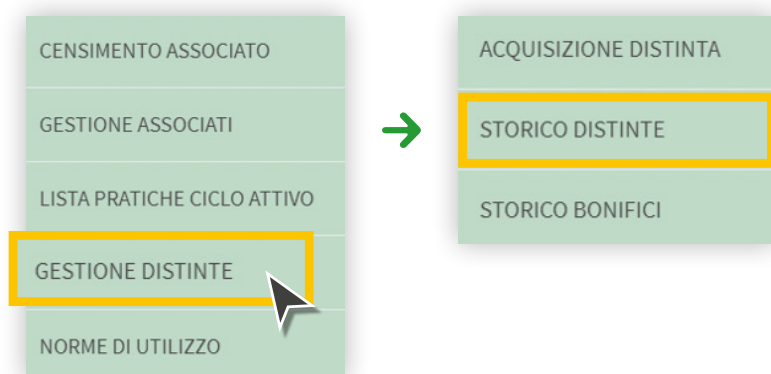 CENSIMENTO ASSOCIATO
GESTIONE ASSOCIATI
LISTA PRATICHE CICLO ATTIVO
GESTIONE DISTINTE
NORME DI UTILIZZO
ACQUISIZIONE DISTINTA
STORICO DISTINTE
STORICO BONIFICI